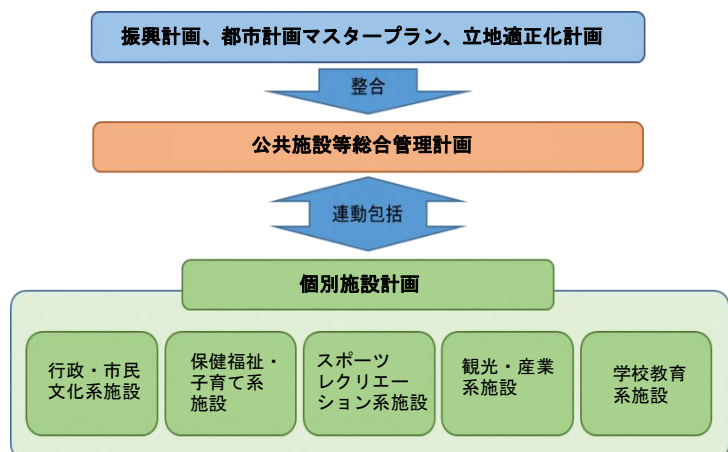 振興計画、都市計画マスタープラン、立地適正化計画
整合
公共施設等総合管理計画
連動包括
個別施設計画
行政・市民
文化系施設
保健福祉・
子育て系
施設
スポーツ
レクリエー
ション系施設
観光・産業
系施設
学校教育
系施設